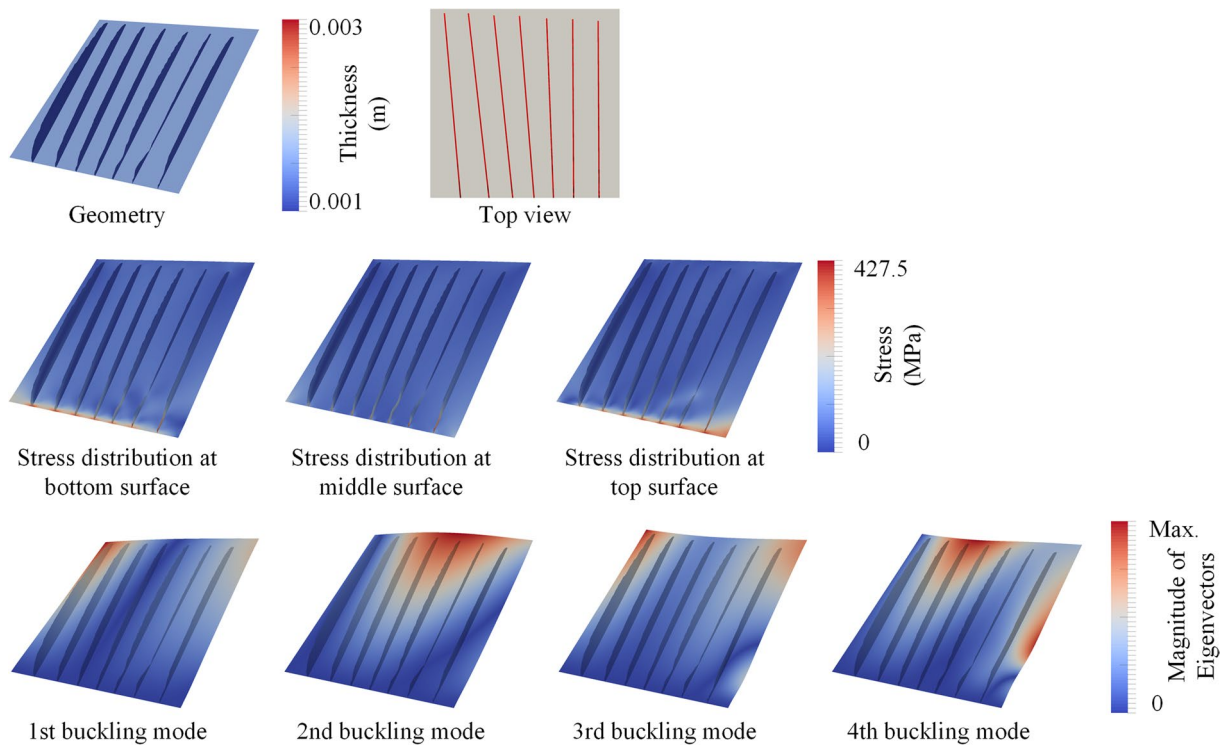 0.003
Thickness
(m)
0.001
Geometry
Top view
427.5
Stress
(MPa)
0
Stress distribution at
bottom surface
Stress distribution at
middle surface
Stress distribution at
top surface
Max.
Magnitude of
Eigenvectors
0
1st buckling mode
2nd buckling mode
3rd buckling mode
4th buckling mode